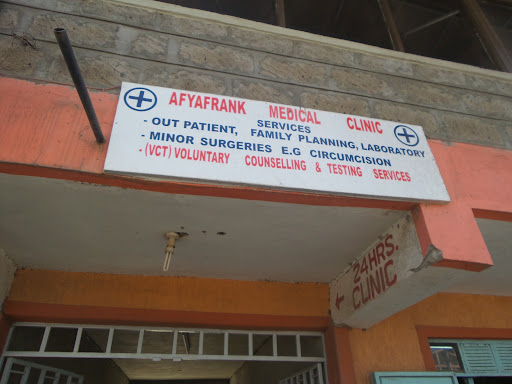 AFYAFRANK MEDICAL CLINIC
SERVICES
- OUT PATIENT, FAMILY PLANNING, LABORATORY
- MINOR SURGERIES E.G CIRCUMCISION
- (VCT) VOLUNTARY COUNSELLING & TESTING SERVICES
24HRS.
CLINIC